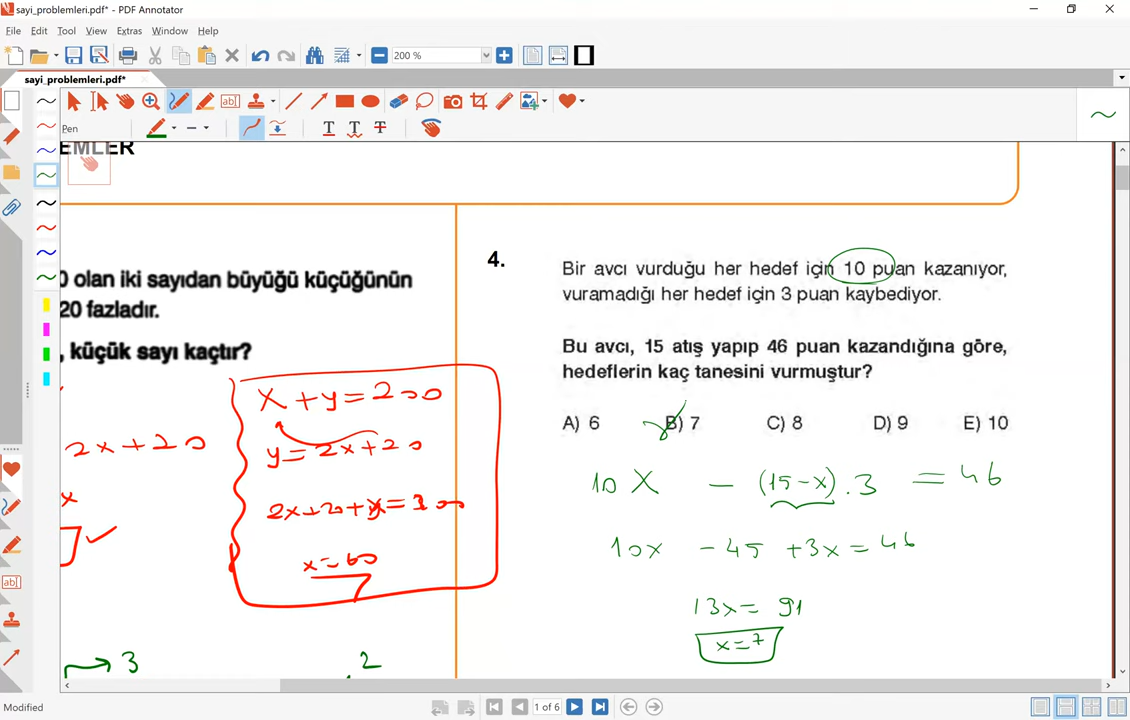 sayi_problemleri.pdf* - PDF Annotator
File Edit Tool View Extras Window Help
200 %
sayi_problemleri.pdf*
Pen
EMLER
0 olan iki sayıdan büyüğü küçüğünün
20 fazladır.
, küçük sayı kaçtır?
2x+20
x
x+y=200
y=2x+20
x=60
3
2
4.
Bir avcı vurduğu her hedef için 10 puan kazanıyor,
vuramadığı her hedef için 3 puan kaybediyor.
Bu avcı, 15 atış yapıp 46 puan kazandığına göre,
hedeflerin kaç tanesini vurmuştur?
A) 6 B) 7 C) 8 D) 9 E) 10
10x - (15-x).3 = 46
10x - 45 + 3x = 46
13x = 91
x=7
Modified
1 of 6